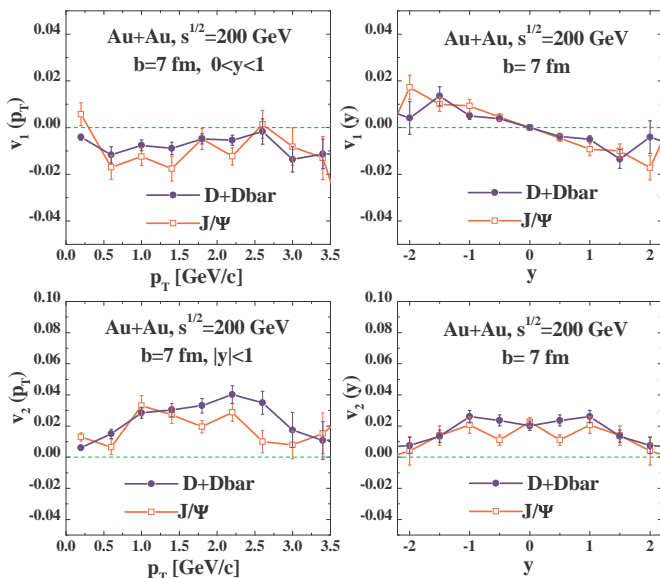 Au+Au, s^1/2=200 GeV
b=7 fm, 0<y<1
v1 (pT)
0.04
0.02
0.00
-0.02
-0.04
D+Dbar
J/Ψ
0.0 0.5 1.0 1.5 2.0 2.5 3.0 3.5
pT [GeV/c]
Au+Au, s^1/2=200 GeV
b= 7 fm
v1 (y)
0.04
0.02
0.00
-0.02
-0.04
D+Dbar
J/Ψ
-2 -1 0 1 2
y
Au+Au, s^1/2=200 GeV
b=7 fm, |y|<1
v2 (pT)
0.10
0.08
0.06
0.04
0.02
0.00
-0.02
-0.04
D+Dbar
J/Ψ
0.0 0.5 1.0 1.5 2.0 2.5 3.0 3.5
pT [GeV/c]
Au+Au, s^1/2=200 GeV
b= 7 fm
v2 (y)
0.10
0.08
0.06
0.04
0.02
0.00
-0.02
-0.04
D+Dbar
J/Ψ
-2 -1 0 1 2
y